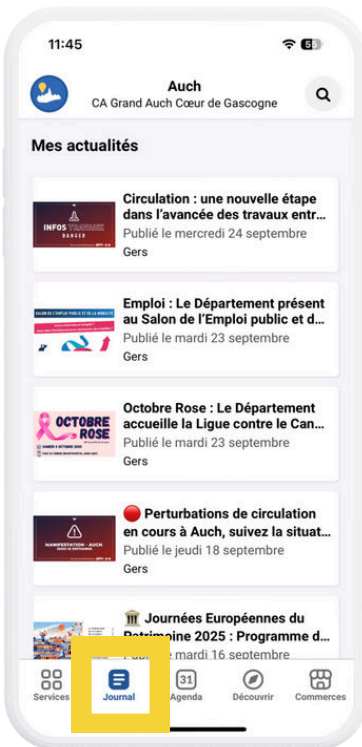 11:45
Auch
CA Grand Auch Cœur de Gascogne
Mes actualités
INFOS TRAVAUX
DANGER
Circulation : une nouvelle étape
dans l'avancée des travaux entr...
Publié le mercredi 24 septembre
Gers
Emploi : Le Département présent
au Salon de l'Emploi public et d...
Publié le mardi 23 septembre
Gers
OCTOBRE
ROSE
Octobre Rose : Le Département
accueille la Ligue contre le Can...
Publié le mardi 23 septembre
Gers
MANIFESTATION - AUCH
🔴 Perturbations de circulation
en cours à Auch, suivez la situat...
Publié le jeudi 18 septembre
Gers
🏛️ Journées Européennes du
Patrimoine 2025 : Programme d...
Publié le mardi 16 septembre
Services
Journal
31
Agenda
Découvrir
Commerces